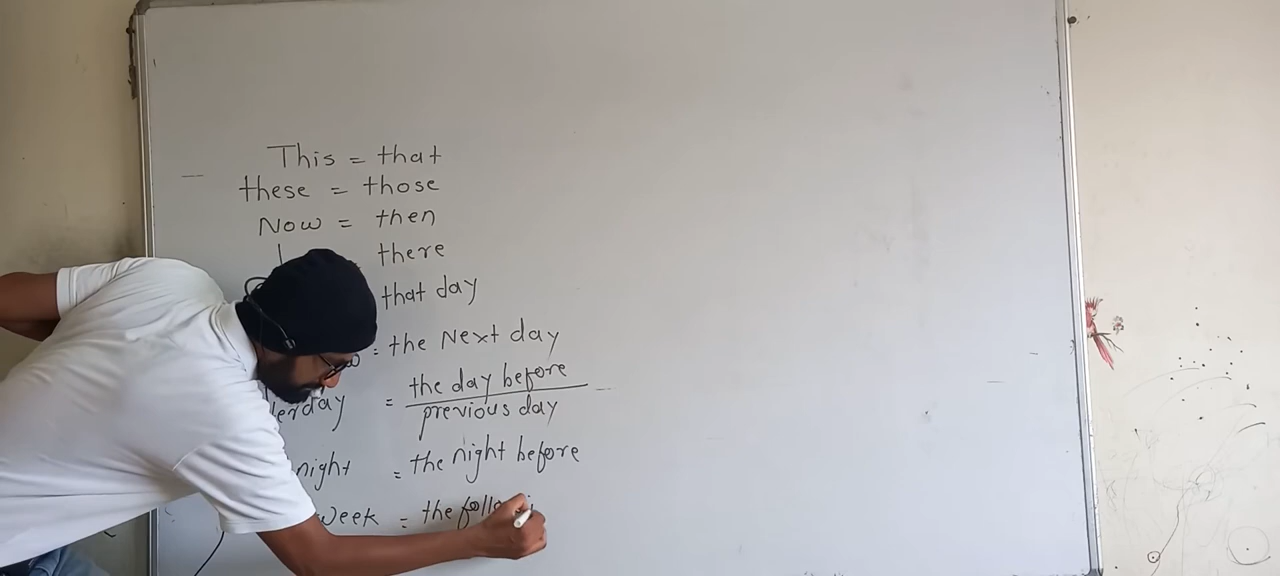 This = that
these = those
Now = then
there
that day
= the Next day
= the day before
previous day
night = the night before
week = the